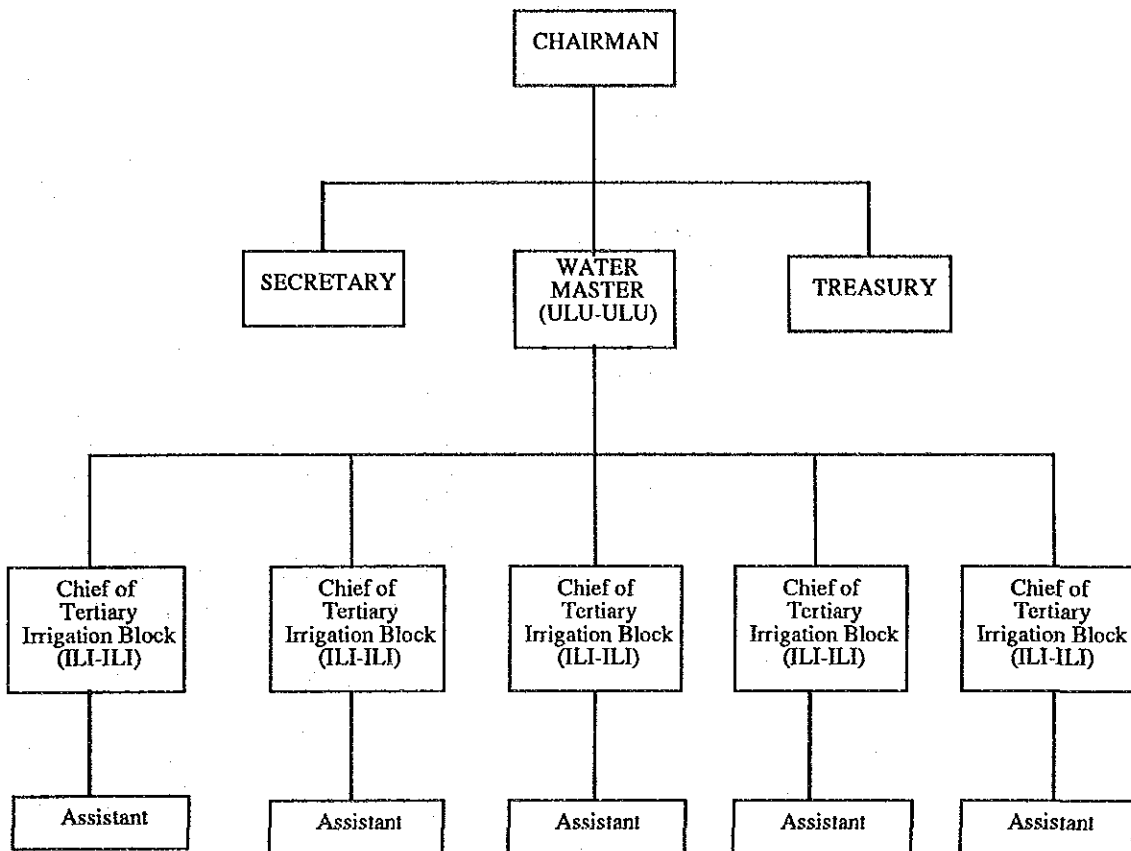 CHAIRMAN
SECRETARY
WATER
MASTER
(ULU-ULU)
TREASURY
Chief of
Tertiary
Irrigation Block
(ILI-ILI)
Chief of
Tertiary
Irrigation Block
(ILI-ILI)
Chief of
Tertiary
Irrigation Block
(ILI-ILI)
Chief of
Tertiary
Irrigation Block
(ILI-ILI)
Chief of
Tertiary
Irrigation Block
(ILI-ILI)
Assistant
Assistant
Assistant
Assistant
Assistant